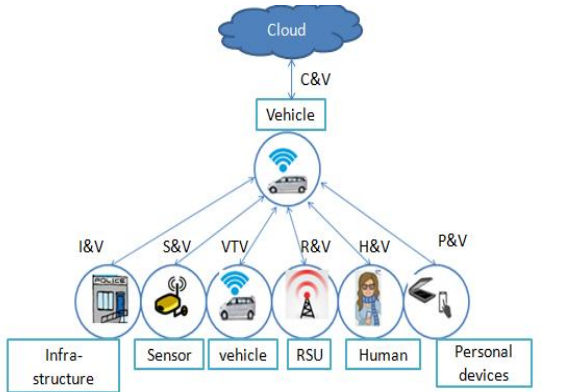 Cloud
C&V
Vehicle
I&V
S&V
VTV
R&V
H&V
P&V
POLICE
Infra-
structure
Sensor
vehicle
RSU
Human
Personal
devices